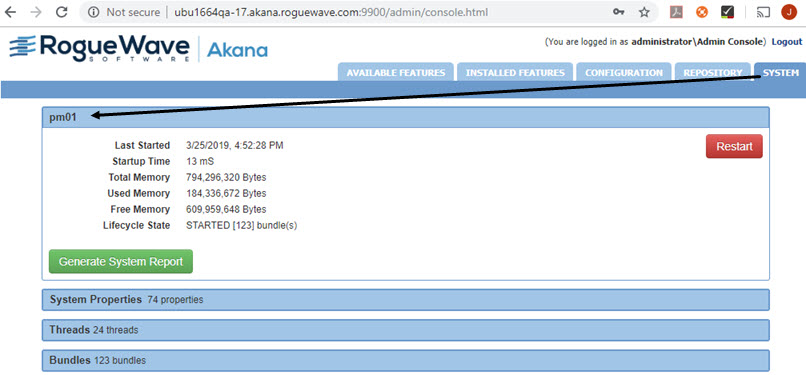 Not secure | ubu1664qa-17.akana.roguewave.com:9900/admin/console.html
J
(You are logged in as administrator\Admin Console) Logout
RogueWave SOFTWARE | Akana
AVAILABLE FEATURES INSTALLED FEATURES CONFIGURATION REPOSITORY SYSTEM
pm01
Last Started 3/25/2019, 4:52:28 PM
Restart
Startup Time 13 mS
Total Memory 794,296,320 Bytes
Used Memory 184,336,672 Bytes
Free Memory 609,959,648 Bytes
Lifecycle State STARTED [123] bundle(s)
Generate System Report
System Properties 74 properties
Threads 24 threads
Bundles 123 bundles